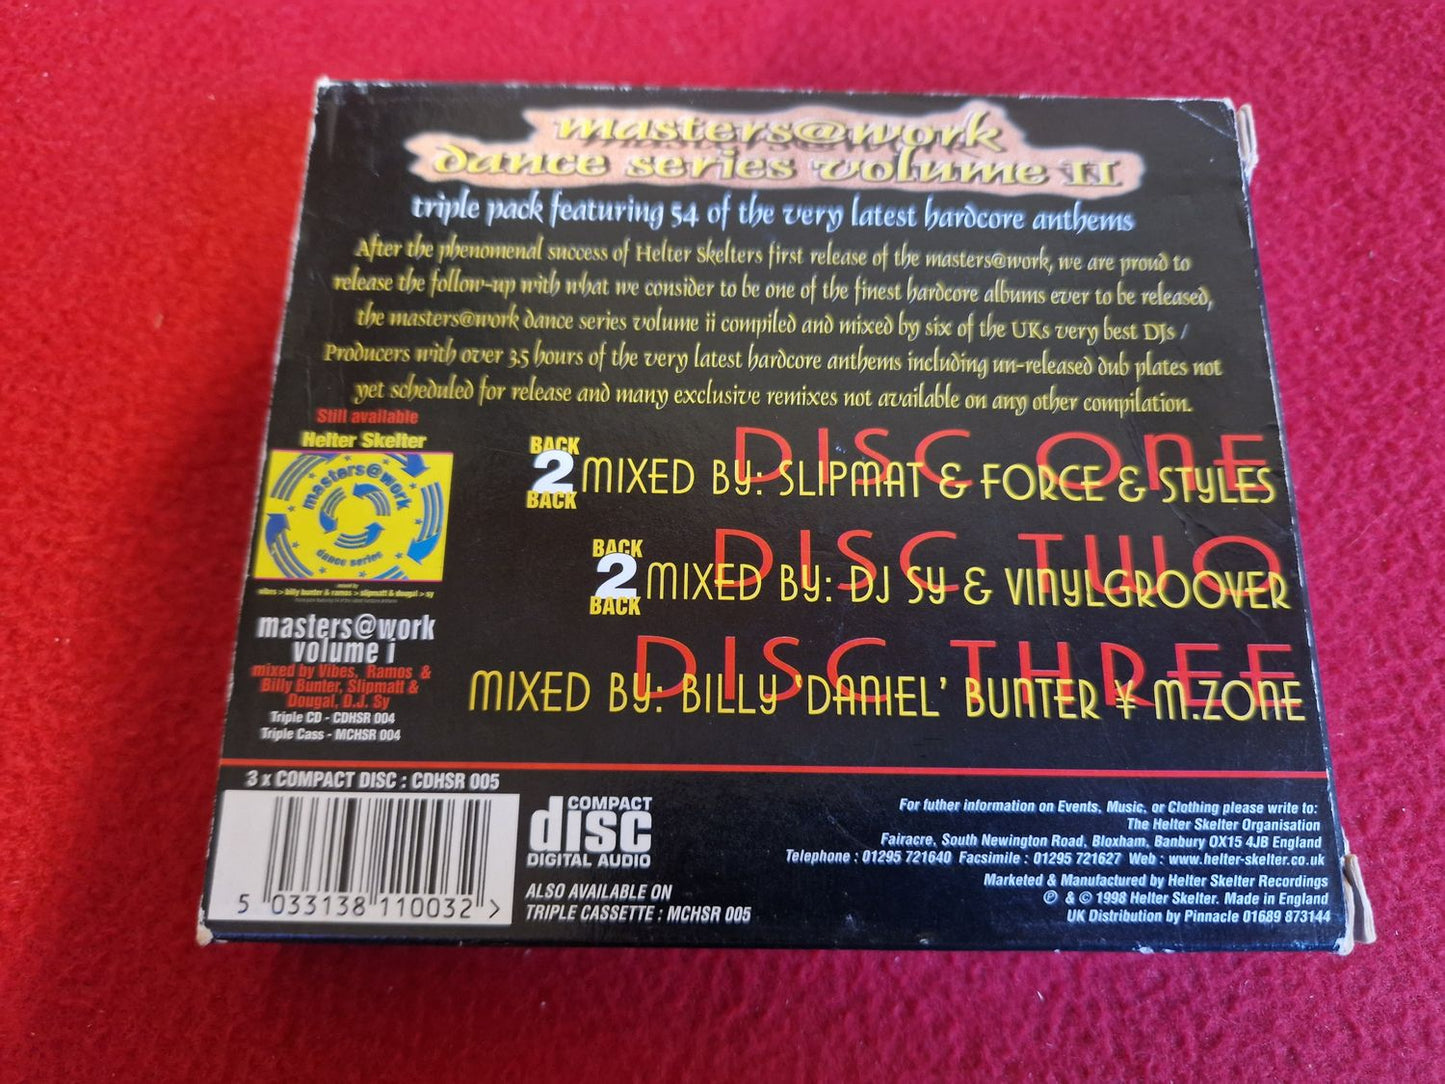 masters@work
dance series volume II
triple pack featuring 54 of the very latest hardcore anthems
After the phenomenal success of Helter Skelters first release of the masters@work, we are proud to
release the follow-up with what we consider to be one of the finest hardcore albums ever to be released,
the masters@work dance series volume ii compiled and mixed by six of the UKs very best DJs /
Producers with over 3.5 hours of the very latest hardcore anthems including un-released dub plates not
yet scheduled for release and many exclusive remixes not available on any other compilation.
Still available
Helter Skelter
masters@work
dance series
mixed by
vibes > billy bunter & ramos > slipmatt & dougal > sy
masters@work
volume i
mixed by Vibes, Ramos &
Billy Bunter, Slipmatt &
Dougal, D.J. Sy
Triple CD - CDHSR 004
Triple Cass - MCHSR 004
DISC ONE
BACK 2 BACK MIXED BY: SLIPMAT & FORCE & STYLES
DISC TWO
BACK 2 BACK MIXED BY: DJ SY & VINYLGROOVER
DISC THREE
MIXED BY: BILLY 'DANIEL' BUNTER ¥ M.ZONE
3 x COMPACT DISC : CDHSR 005
5 033138 110032 >
COMPACT
disc
DIGITAL AUDIO
ALSO AVAILABLE ON
TRIPLE CASSETTE : MCHSR 005
For futher information on Events, Music, or Clothing please write to:
The Helter Skelter Organisation
Fairacre, South Newington Road, Bloxham, Banbury OX15 4JB England
Telephone : 01295 721640 Facsimile : 01295 721627 Web : www.helter-skelter.co.uk
Marketed & Manufactured by Helter Skelter Recordings
℗ & © 1998 Helter Skelter. Made in England
UK Distribution by Pinnacle 01689 873144